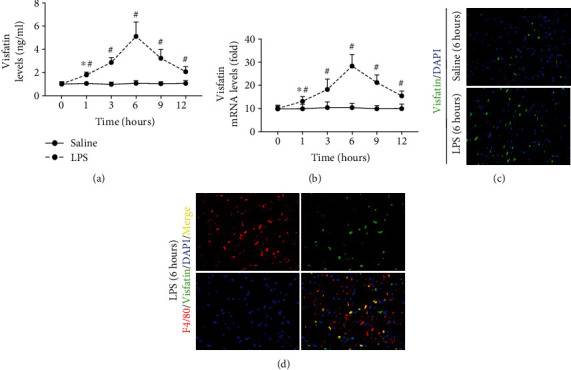 Visfatin
levels (ng/ml)
8
6
4
2
0
*#
#
#
#
#
0 1 3 6 9 12
Time (hours)
Saline
LPS
(a)
Visfatin
mRNA levels (fold)
40
30
20
10
0
*#
#
#
#
#
0 1 3 6 9 12
Time (hours)
(b)
Visfatin/DAPI
Saline (6 hours)
LPS (6 hours)
(c)
LPS (6 hours)
F4/80/Visfatin/DAPI/Merge
(d)